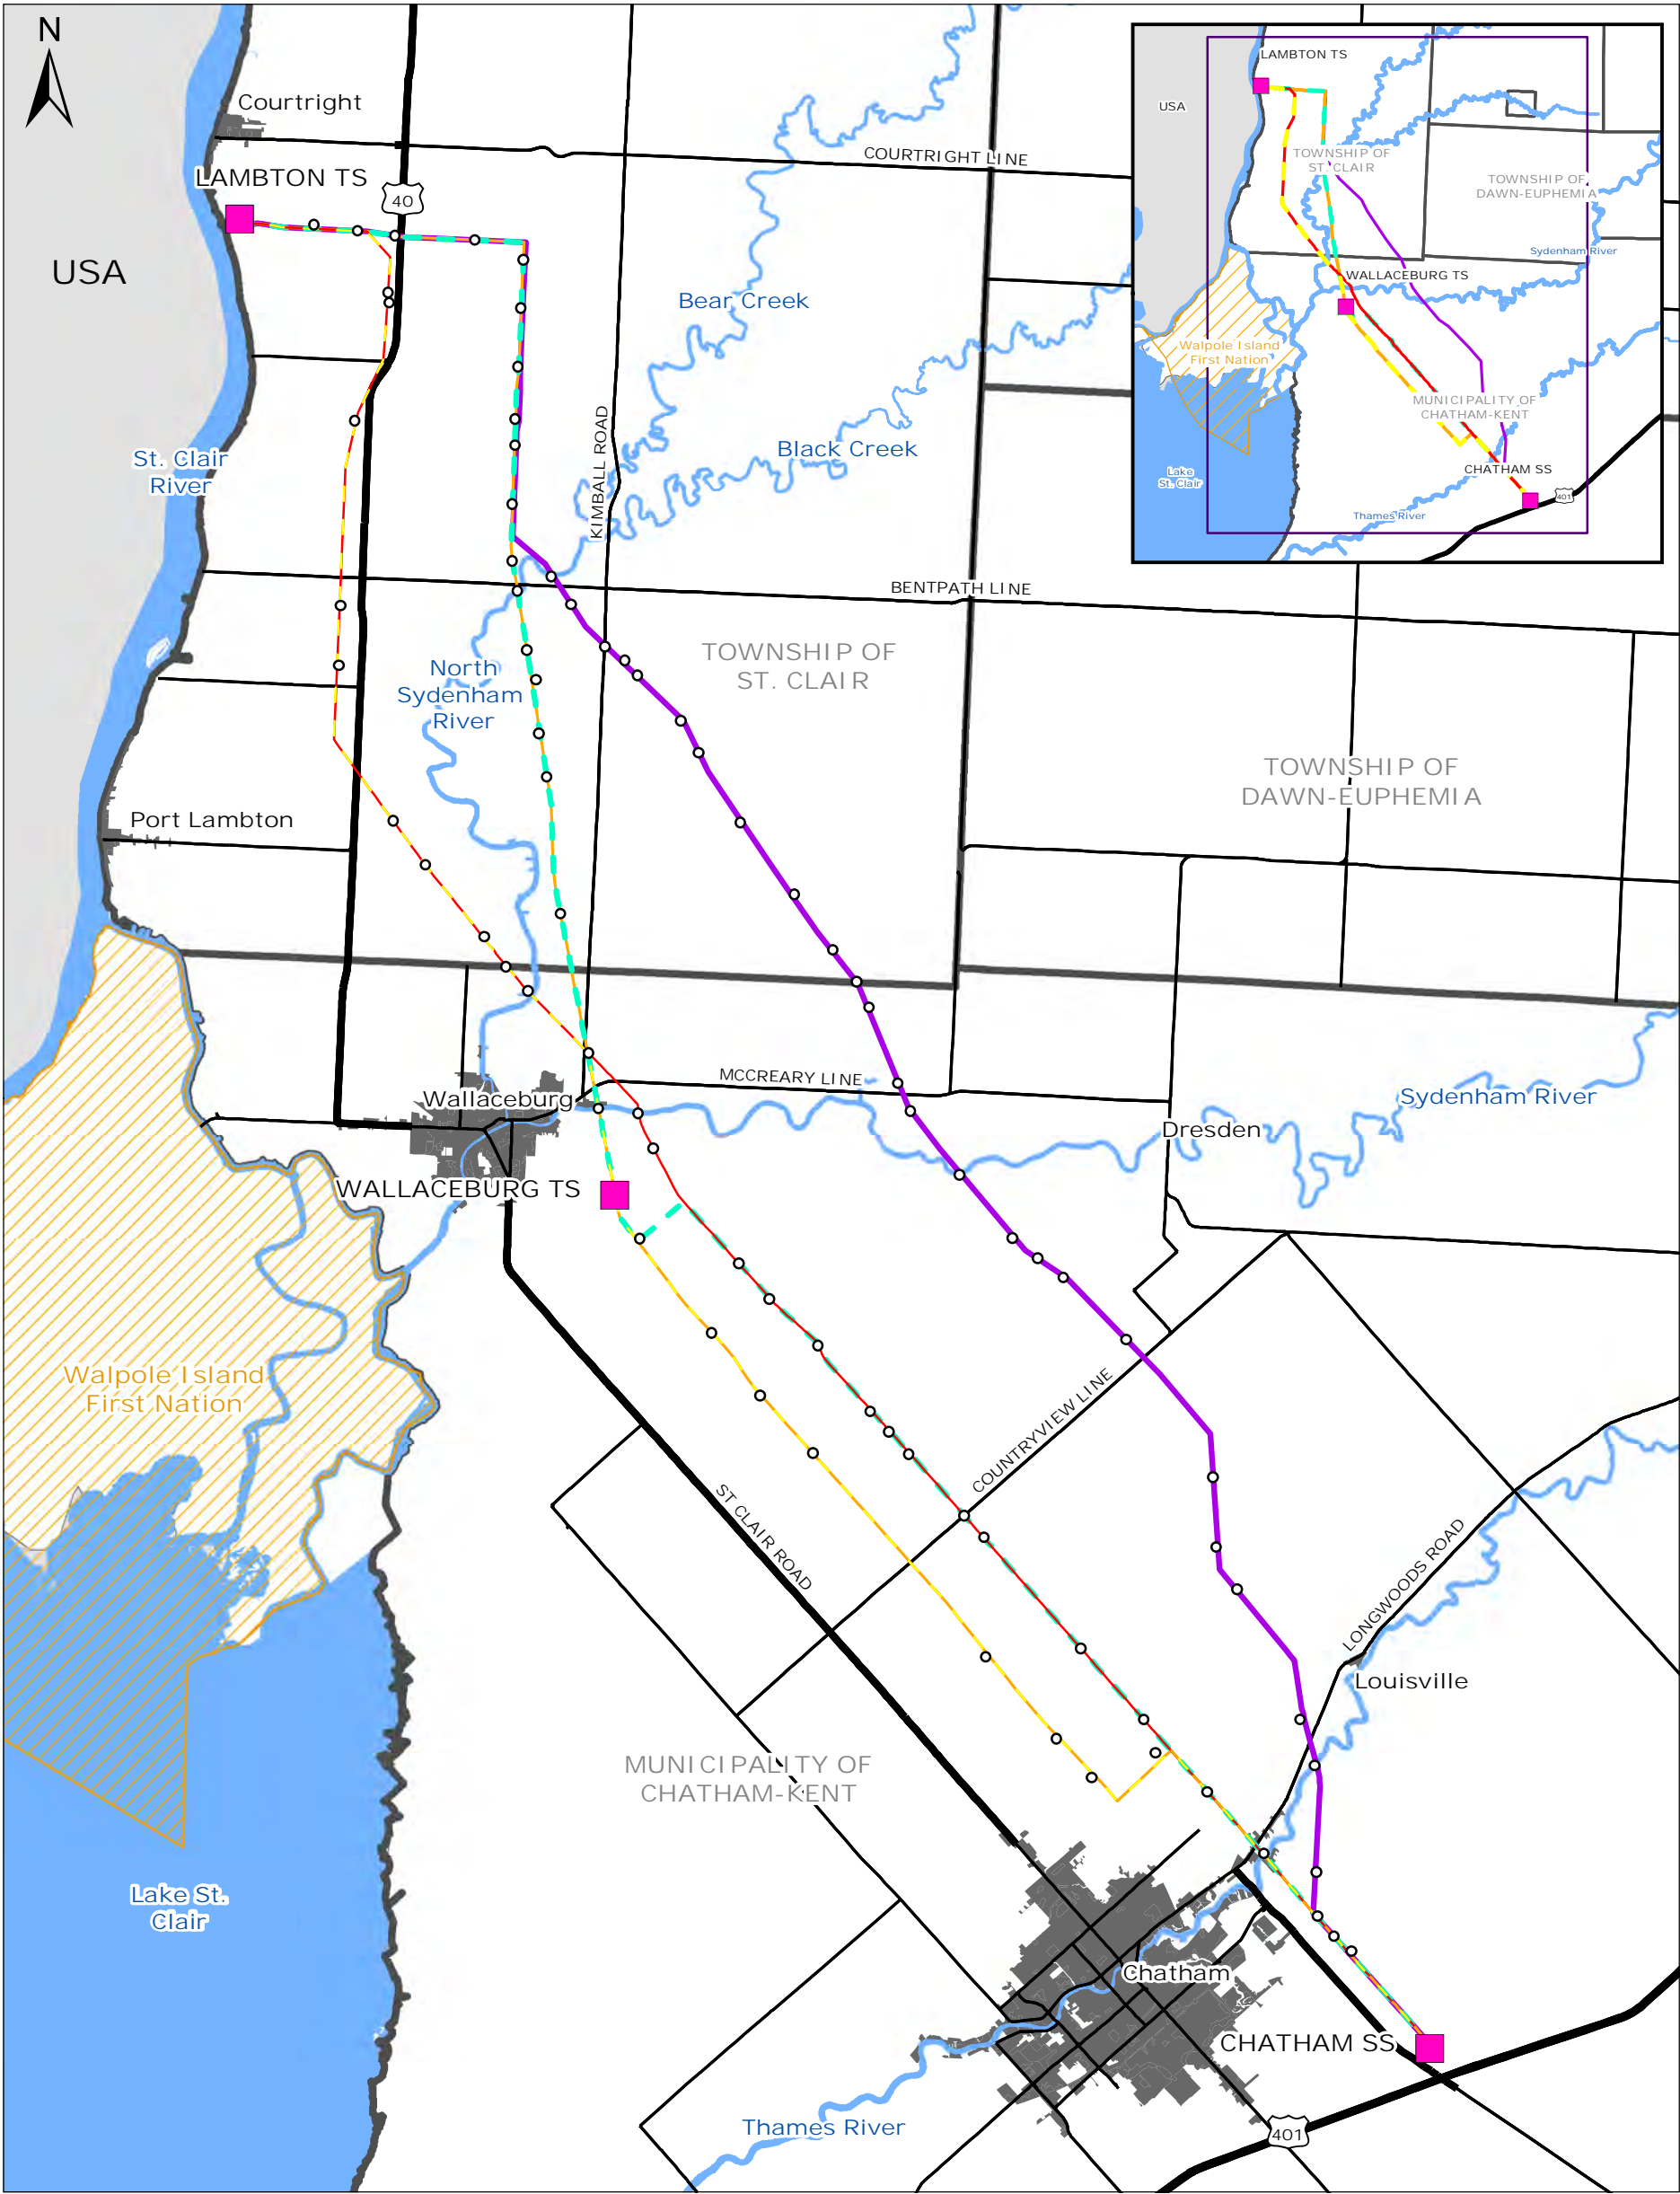 N
Courtright
LAMBTON TS
40
USA
COURTRIGHT LINE
Bear Creek
Black Creek
KIMBALL ROAD
St. Clair
River
BENTPATH LINE
North
Sydenham
River
TOWNSHIP OF
ST. CLAIR
TOWNSHIP OF
DAWN-EUPHEMIA
Port Lambton
MCCREARY LINE
Wallaceburg
Sydenham River
Dresden
WALLACEBURG TS
Walpole Island
First Nation
COUNTRYVIEW LINE
ST CLAIR ROAD
LONGWOODS ROAD
Louisville
MUNICIPALITY OF
CHATHAM-KENT
Lake St.
Clair
Chatham
CHATHAM SS
Thames River
401
LAMBTON TS
USA
TOWNSHIP OF
ST. CLAIR
TOWNSHIP OF
DAWN-EUPHEMIA
Sydenham River
WALLACEBURG TS
Walpole Island
First Nation
MUNICIPALITY OF
CHATHAM-KENT
Lake
St. Clair
CHATHAM SS
401
Thames River